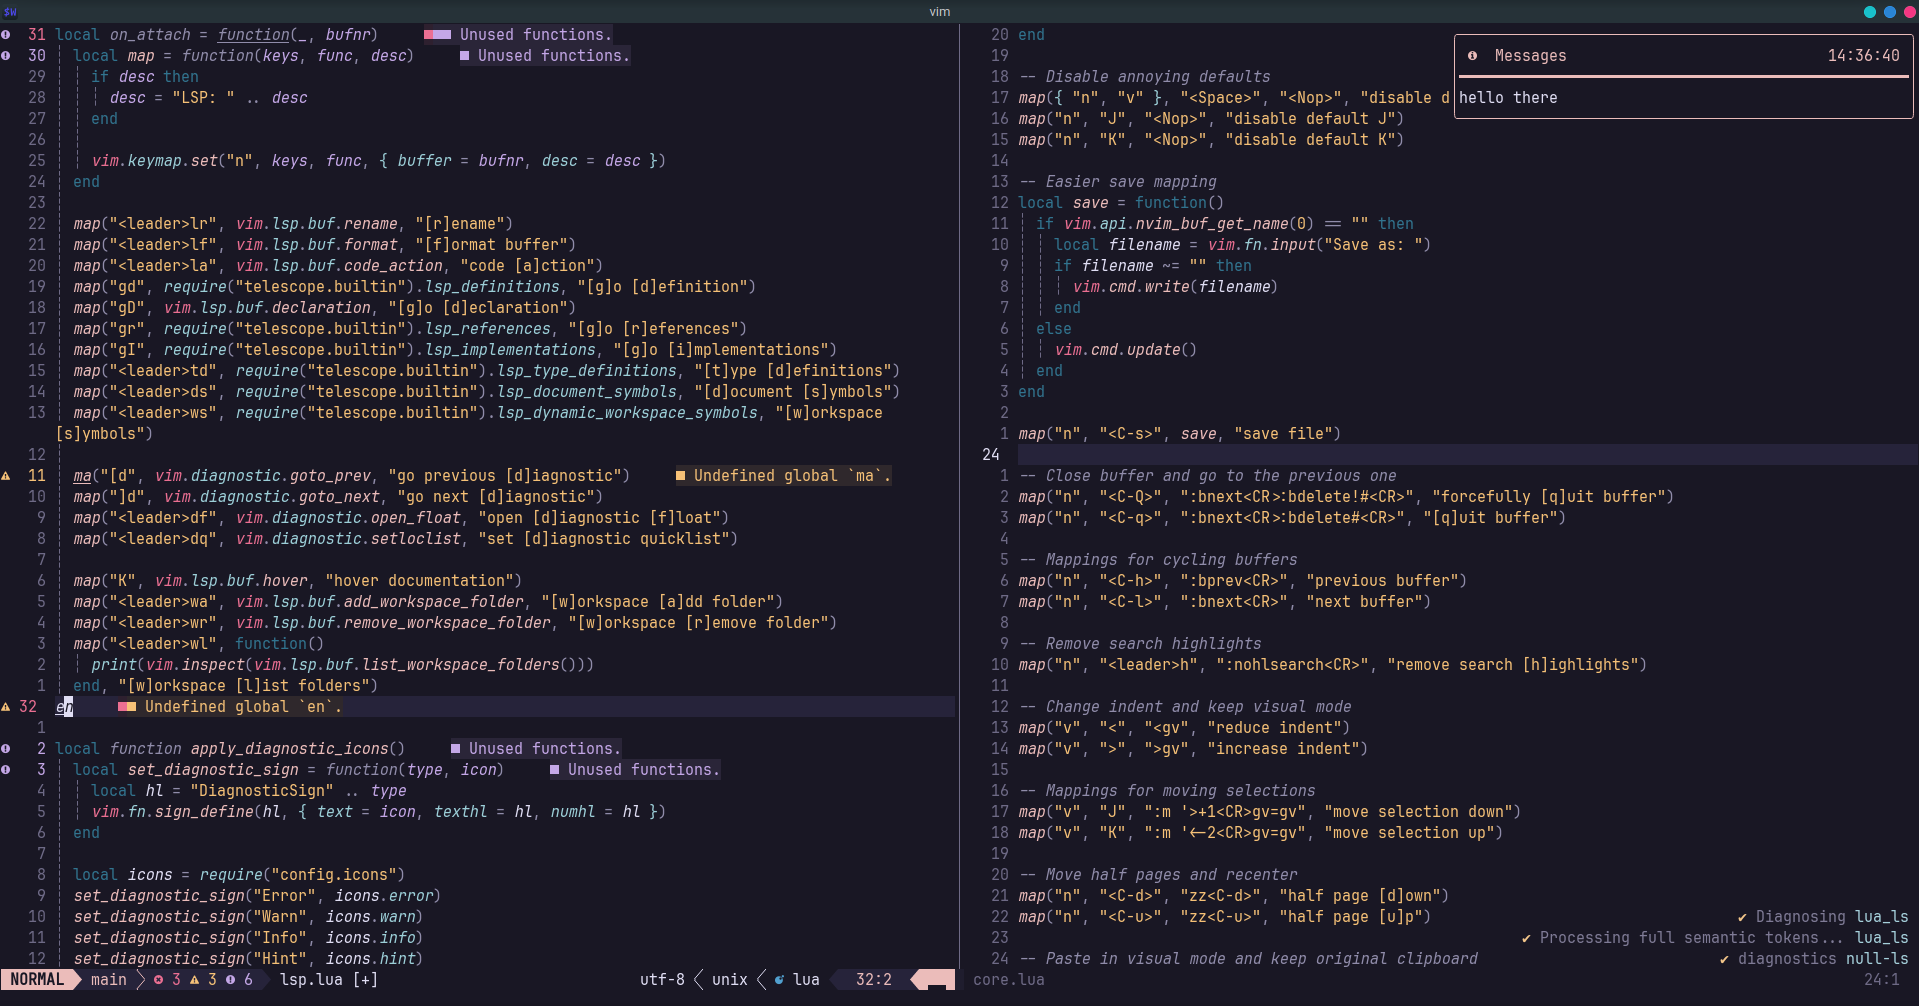 $W
vim
31 local on_attach = function(_, bufnr) Unused functions.
30 local map = function(keys, func, desc) Unused functions.
29 if desc then
28 desc = "LSP: " .. desc
27 end
26
25 vim.keymap.set("n", keys, func, { buffer = bufnr, desc = desc })
24 end
23
22 map("<leader>lr", vim.lsp.buf.rename, "[r]ename")
21 map("<leader>lf", vim.lsp.buf.format, "[f]ormat buffer")
20 map("<leader>la", vim.lsp.buf.code_action, "code [a]ction")
19 map("gd", require("telescope.builtin").lsp_definitions, "[g]o [d]efinition")
18 map("gD", vim.lsp.buf.declaration, "[g]o [d]eclaration")
17 map("gr", require("telescope.builtin").lsp_references, "[g]o [r]eferences")
16 map("gI", require("telescope.builtin").lsp_implementations, "[g]o [i]mplementations")
15 map("<leader>td", require("telescope.builtin").lsp_type_definitions, "[t]ype [d]efinitions")
14 map("<leader>ds", require("telescope.builtin").lsp_document_symbols, "[d]ocument [s]ymbols")
13 map("<leader>ws", require("telescope.builtin").lsp_dynamic_workspace_symbols, "[w]orkspace
[s]ymbols")
12
11 ma("[d", vim.diagnostic.goto_prev, "go previous [d]iagnostic") Undefined global `ma`.
10 map("]d", vim.diagnostic.goto_next, "go next [d]iagnostic")
9 map("<leader>df", vim.diagnostic.open_float, "open [d]iagnostic [f]loat")
8 map("<leader>dq", vim.diagnostic.setloclist, "set [d]iagnostic quicklist")
7
6 map("K", vim.lsp.buf.hover, "hover documentation")
5 map("<leader>wa", vim.lsp.buf.add_workspace_folder, "[w]orkspace [a]dd folder")
4 map("<leader>wr", vim.lsp.buf.remove_workspace_folder, "[w]orkspace [r]emove folder")
3 map("<leader>wl", function()
2 print(vim.inspect(vim.lsp.buf.list_workspace_folders()))
1 end, "[w]orkspace [l]ist folders")
32 en Undefined global `en`.
1
2 local function apply_diagnostic_icons() Unused functions.
3 local set_diagnostic_sign = function(type, icon) Unused functions.
4 local hl = "DiagnosticSign" .. type
5 vim.fn.sign_define(hl, { text = icon, texthl = hl, numhl = hl })
6 end
7
8 local icons = require("config.icons")
9 set_diagnostic_sign("Error", icons.error)
10 set_diagnostic_sign("Warn", icons.warn)
11 set_diagnostic_sign("Info", icons.info)
12 set_diagnostic_sign("Hint", icons.hint)
NORMAL main 3 3 6 lsp.lua [+] utf-8 unix lua 32:2
20 end
19
18 -- Disable annoying defaults
17 map({ "n", "v" }, "<Space>", "<Nop>", "disable d
16 map("n", "J", "<Nop>", "disable default J")
15 map("n", "K", "<Nop>", "disable default K")
14
13 -- Easier save mapping
12 local save = function()
11 if vim.api.nvim_buf_get_name(0) == "" then
10 local filename = vim.fn.input("Save as: ")
9 if filename ~= "" then
8 vim.cmd.write(filename)
7 end
6 else
5 vim.cmd.update()
4 end
3 end
2
1 map("n", "<C-s>", save, "save file")
24
1 -- Close buffer and go to the previous one
2 map("n", "<C-Q>", ":bnext<CR>:bdelete!#<CR>", "forcefully [q]uit buffer")
3 map("n", "<C-q>", ":bnext<CR>:bdelete#<CR>", "[q]uit buffer")
4
5 -- Mappings for cycling buffers
6 map("n", "<C-h>", ":bprev<CR>", "previous buffer")
7 map("n", "<C-l>", ":bnext<CR>", "next buffer")
8
9 -- Remove search highlights
10 map("n", "<leader>h", ":nohlsearch<CR>", "remove search [h]ighlights")
11
12 -- Change indent and keep visual mode
13 map("v", "<", "<gv", "reduce indent")
14 map("v", ">", ">gv", "increase indent")
15
16 -- Mappings for moving selections
17 map("v", "J", ":m '>+1<CR>gv=gv", "move selection down")
18 map("v", "K", ":m '<-2<CR>gv=gv", "move selection up")
19
20 -- Move half pages and recenter
21 map("n", "<C-d>", "zz<C-d>", "half page [d]own")
22 map("n", "<C-u>", "zz<C-u>", "half page [u]p") ✔ Diagnosing lua_ls
23 ✔ Processing full semantic tokens... lua_ls
24 -- Paste in visual mode and keep original clipboard ✔ diagnostics null-ls
core.lua 24:1
Messages 14:36:40
hello there